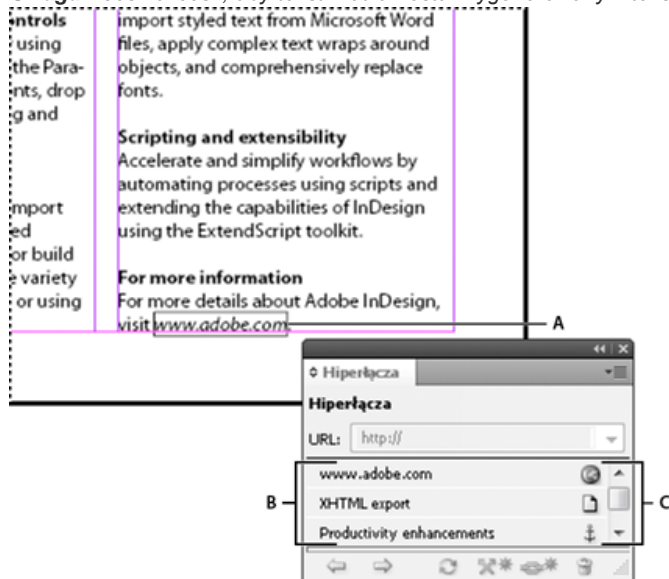 ntrols
using
the Para-
nts, drop
g and
mport
ed
or build
variety
or using
import styled text from Microsoft Word
files, apply complex text wraps around
objects, and comprehensively replace
fonts.
Scripting and extensibility
Accelerate and simplify workflows by
automating processes using scripts and
extending the capabilities of InDesign
using the ExtendScript toolkit.
For more information
For more details about Adobe InDesign,
visit www.adobe.com.
A
Hiperłącza
Hiperłącza
URL: http://
B
www.adobe.com
XHTML export
Productivity enhancements
C